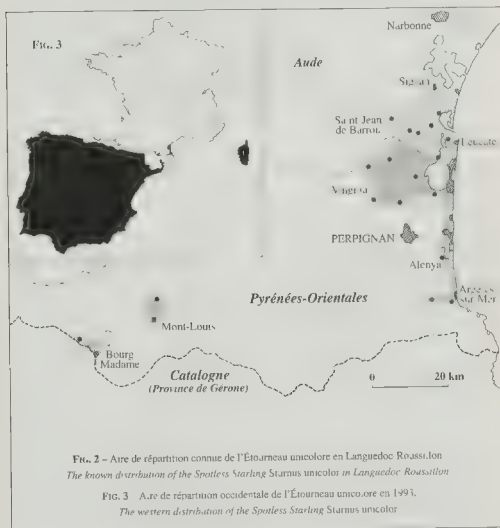 FIG. 3
Narbonne
Aude
Sigean
Saint Jean
de Barrou
Leucate
Vingrau
PERPIGNAN
Alenya
Argelès
sur Mer
Pyrénées-Orientales
Mont-Louis
Bourg
Madame
Catalogne
(Province de Gérone)
0 20 km
FIG. 2 – Aire de répartition connue de l'Étourneau unicolore en Languedoc Roussillon
The known distribution of the Spotless Starling Sturnus unicolor in Languedoc Roussillon
FIG. 3 Aire de répartition occidentale de l'Étourneau unicolore en 1993.
The western distribution of the Spotless Starling Sturnus unicolor